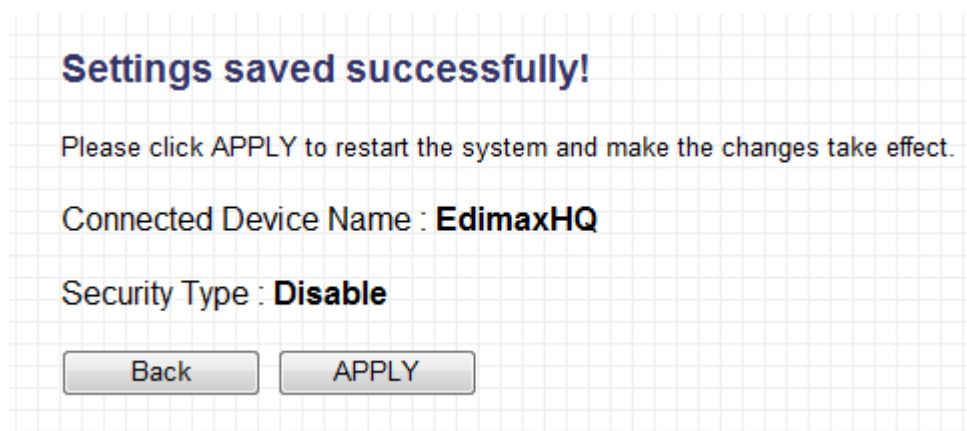 Settings saved successfully!
Please click APPLY to restart the system and make the changes take effect.
Connected Device Name : EdimaxHQ
Security Type : Disable
Back APPLY